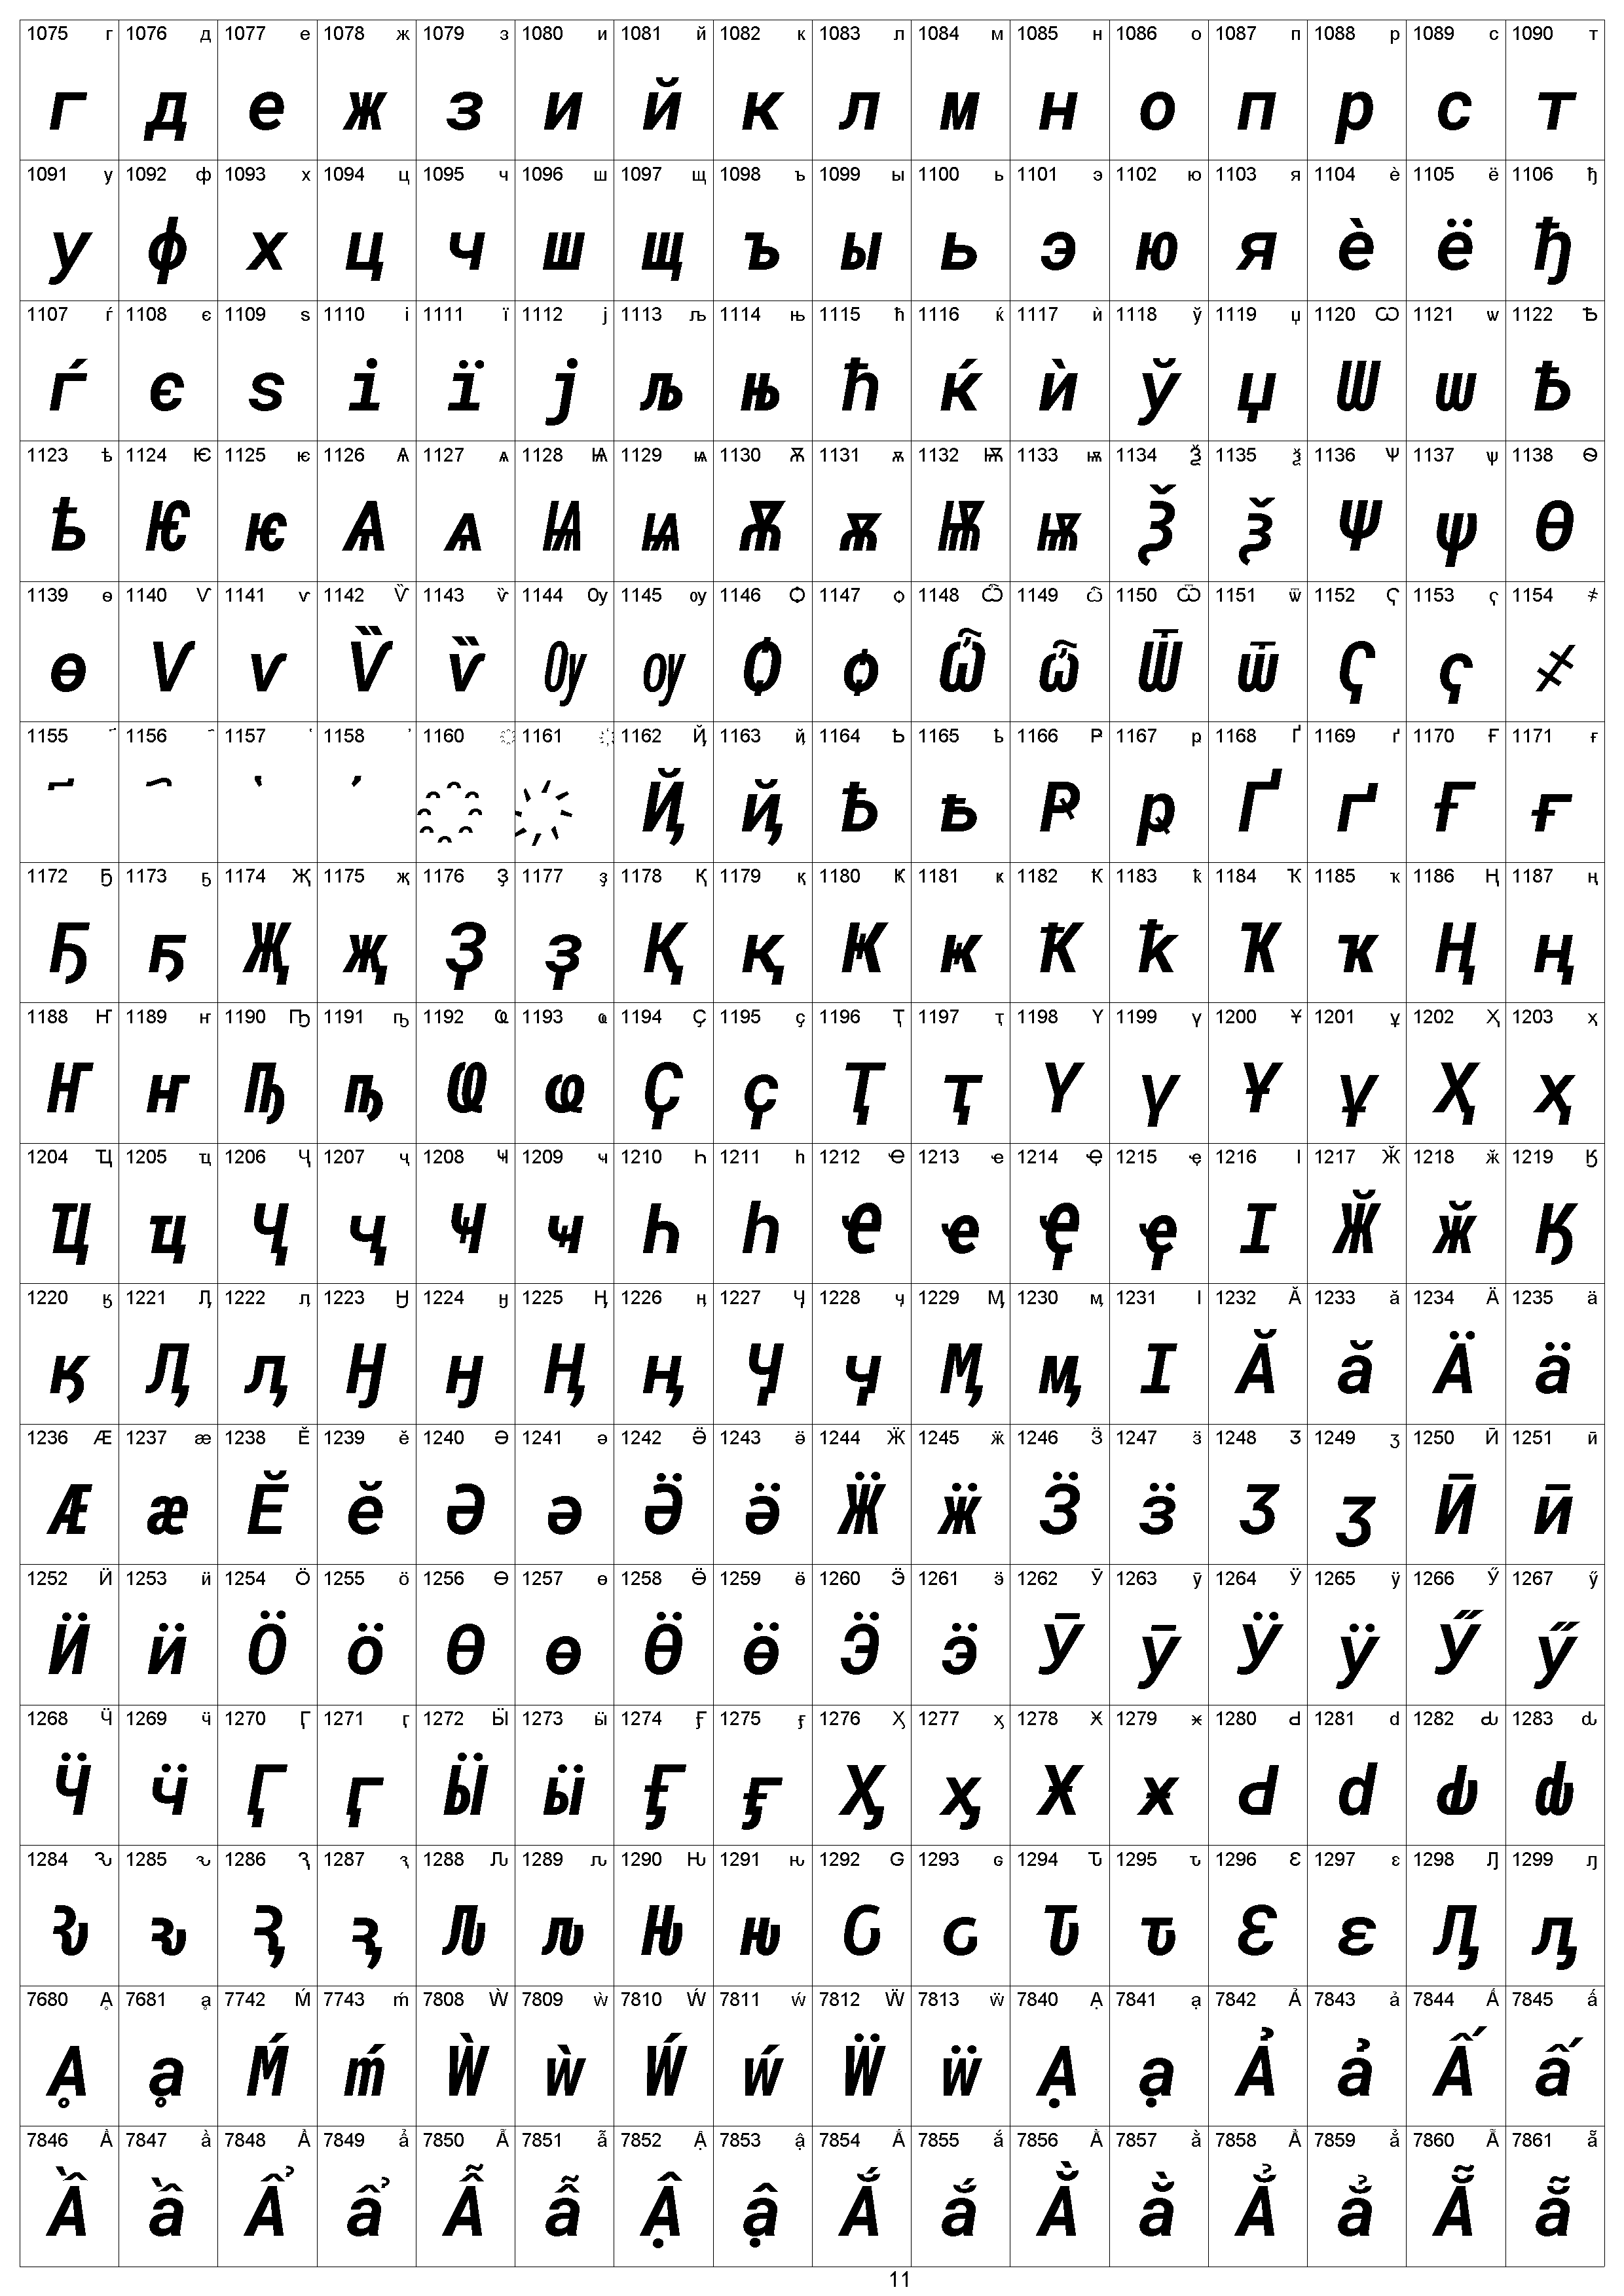 1075 г 1076 д 1077 е 1078 ж 1079 з 1080 и 1081 й 1082 к 1083 л 1084 м 1085 н 1086 о 1087 п 1088 р 1089 с 1090 т
г д е ж з и й к л м н о п р с т
1091 у 1092 ф 1093 х 1094 ц 1095 ч 1096 ш 1097 щ 1098 ъ 1099 ы 1100 ь 1101 э 1102 ю 1103 я 1104 ѐ 1105 ё 1106 ђ
у ф х ц ч ш щ ъ ы ь э ю я ѐ ё ђ
1107 ѓ 1108 є 1109 ѕ 1110 і 1111 ї 1112 ј 1113 љ 1114 њ 1115 ћ 1116 ќ 1117 ѝ 1118 ў 1119 џ 1120 Ѡ 1121 ѡ 1122 Ѣ
ѓ є ѕ і ї ј љ њ ћ ќ ѝ ў џ Ѡ ѡ Ѣ
1123 ѣ 1124 Ѥ 1125 ѥ 1126 Ѧ 1127 ѧ 1128 Ѩ 1129 ѩ 1130 Ѫ 1131 ѫ 1132 Ѭ 1133 ѭ 1134 Ѯ 1135 ѯ 1136 Ѱ 1137 ѱ 1138 Ѳ
ѣ Ѥ ѥ Ѧ ѧ Ѩ ѩ Ѫ ѫ Ѭ ѭ Ѯ ѯ Ѱ ѱ Ѳ
1139 ѳ 1140 Ѵ 1141 ѵ 1142 Ѷ 1143 ѷ 1144 Ѹ 1145 ѹ 1146 Ѻ 1147 ѻ 1148 Ѽ 1149 ѽ 1150 Ѿ 1151 ѿ 1152 Ҁ 1153 ҁ 1154 ҂
ѳ Ѵ ѵ Ѷ ѷ Ѹ ѹ Ѻ ѻ Ѽ ѽ Ѿ ѿ Ҁ ҁ ҂
1155 ҃ 1156 ҄ 1157 ҅ 1158 ҆ 1160 ҈ 1161 ҉ 1162 Ҋ 1163 ҋ 1164 Ҍ 1165 ҍ 1166 Ҏ 1167 ҏ 1168 Ґ 1169 ґ 1170 Ғ 1171 ғ
҃ ҄ ҅ ҆ ҈ ҉ Ҋ ҋ Ҍ ҍ Ҏ ҏ Ґ ґ Ғ ғ
1172 Ҕ 1173 ҕ 1174 Җ 1175 җ 1176 Ҙ 1177 ҙ 1178 Қ 1179 қ 1180 Ҝ 1181 ҝ 1182 Ҟ 1183 ҟ 1184 Ҡ 1185 ҡ 1186 Ң 1187 ң
Ҕ ҕ Җ җ Ҙ ҙ Қ қ Ҝ ҝ Ҟ ҟ Ҡ ҡ Ң ң
1188 Ҥ 1189 ҥ 1190 Ҧ 1191 ҧ 1192 Ҩ 1193 ҩ 1194 Ҫ 1195 ҫ 1196 Ҭ 1197 ҭ 1198 Ү 1199 ү 1200 Ұ 1201 ұ 1202 Ҳ 1203 ҳ
Ҥ ҥ Ҧ ҧ Ҩ ҩ Ҫ ҫ Ҭ ҭ Ү ү Ұ ұ Ҳ ҳ
1204 Ҵ 1205 ҵ 1206 Ҷ 1207 ҷ 1208 Ҹ 1209 ҹ 1210 Һ 1211 һ 1212 Ҽ 1213 ҽ 1214 Ҿ 1215 ҿ 1216 Ӏ 1217 Ӂ 1218 ӂ 1219 Ӄ
Ҵ ҵ Ҷ ҷ Ҹ ҹ Һ һ Ҽ ҽ Ҿ ҿ Ӏ Ӂ ӂ Ӄ
1220 ӄ 1221 Ӆ 1222 ӆ 1223 Ӈ 1224 ӈ 1225 Ӊ 1226 ӊ 1227 Ӌ 1228 ӌ 1229 Ӎ 1230 ӎ 1231 ӏ 1232 Ӑ 1233 ӑ 1234 Ӓ 1235 ӓ
ӄ Ӆ ӆ Ӈ ӈ Ӊ ӊ Ӌ ӌ Ӎ ӎ ӏ Ӑ ӑ Ӓ ӓ
1236 Ӕ 1237 ӕ 1238 Ӗ 1239 ӗ 1240 Ә 1241 ә 1242 Ӛ 1243 ӛ 1244 Ӝ 1245 ӝ 1246 Ӟ 1247 ӟ 1248 Ӡ 1249 ӡ 1250 Ӣ 1251 ӣ
Ӕ ӕ Ӗ ӗ Ә ә Ӛ ӛ Ӝ ӝ Ӟ ӟ Ӡ ӡ Ӣ ӣ
1252 Ӥ 1253 ӥ 1254 Ӧ 1255 ӧ 1256 Ө 1257 ө 1258 Ӫ 1259 ӫ 1260 Ӭ 1261 ӭ 1262 Ӯ 1263 ӯ 1264 Ӱ 1265 ӱ 1266 Ӳ 1267 ӳ
Ӥ ӥ Ӧ ӧ Ө ө Ӫ ӫ Ӭ ӭ Ӯ ӯ Ӱ ӱ Ӳ ӳ
1268 Ӵ 1269 ӵ 1270 Ӷ 1271 ӷ 1272 Ӹ 1273 ӹ 1274 Ӻ 1275 ӻ 1276 Ӽ 1277 ӽ 1278 Ӿ 1279 ӿ 1280 Ԁ 1281 ԁ 1282 Ԃ 1283 ԃ
Ӵ ӵ Ӷ ӷ Ӹ ӹ Ӻ ӻ Ӽ ӽ Ӿ ӿ Ԁ ԁ Ԃ ԃ
1284 Ԅ 1285 ԅ 1286 Ԇ 1287 ԇ 1288 Ԉ 1289 ԉ 1290 Ԋ 1291 ԋ 1292 Ԍ 1293 ԍ 1294 Ԏ 1295 ԏ 1296 Ԑ 1297 ԑ 1298 Ԓ 1299 ԓ
Ԅ ԅ Ԇ ԇ Ԉ ԉ Ԋ ԋ Ԍ ԍ Ԏ ԏ Ԑ ԑ Ԓ ԓ
7680 Ḁ 7681 ḁ 7742 Ḿ 7743 ḿ 7808 Ẁ 7809 ẁ 7810 Ẃ 7811 ẃ 7812 Ẅ 7813 ẅ 7840 Ạ 7841 ạ 7842 Ả 7843 ả 7844 Ấ 7845 ấ
Ḁ ḁ Ḿ ḿ Ẁ ẁ Ẃ ẃ Ẅ ẅ Ạ ạ Ả ả Ấ ấ
7846 Ầ 7847 ầ 7848 Ẩ 7849 ẩ 7850 Ẫ 7851 ẫ 7852 Ậ 7853 ậ 7854 Ắ 7855 ắ 7856 Ằ 7857 ằ 7858 Ẳ 7859 ẳ 7860 Ẵ 7861 ẵ
Ầ ầ Ẩ ẩ Ẫ ẫ Ậ ậ Ắ ắ Ằ ằ Ẳ ẳ Ẵ ẵ
11